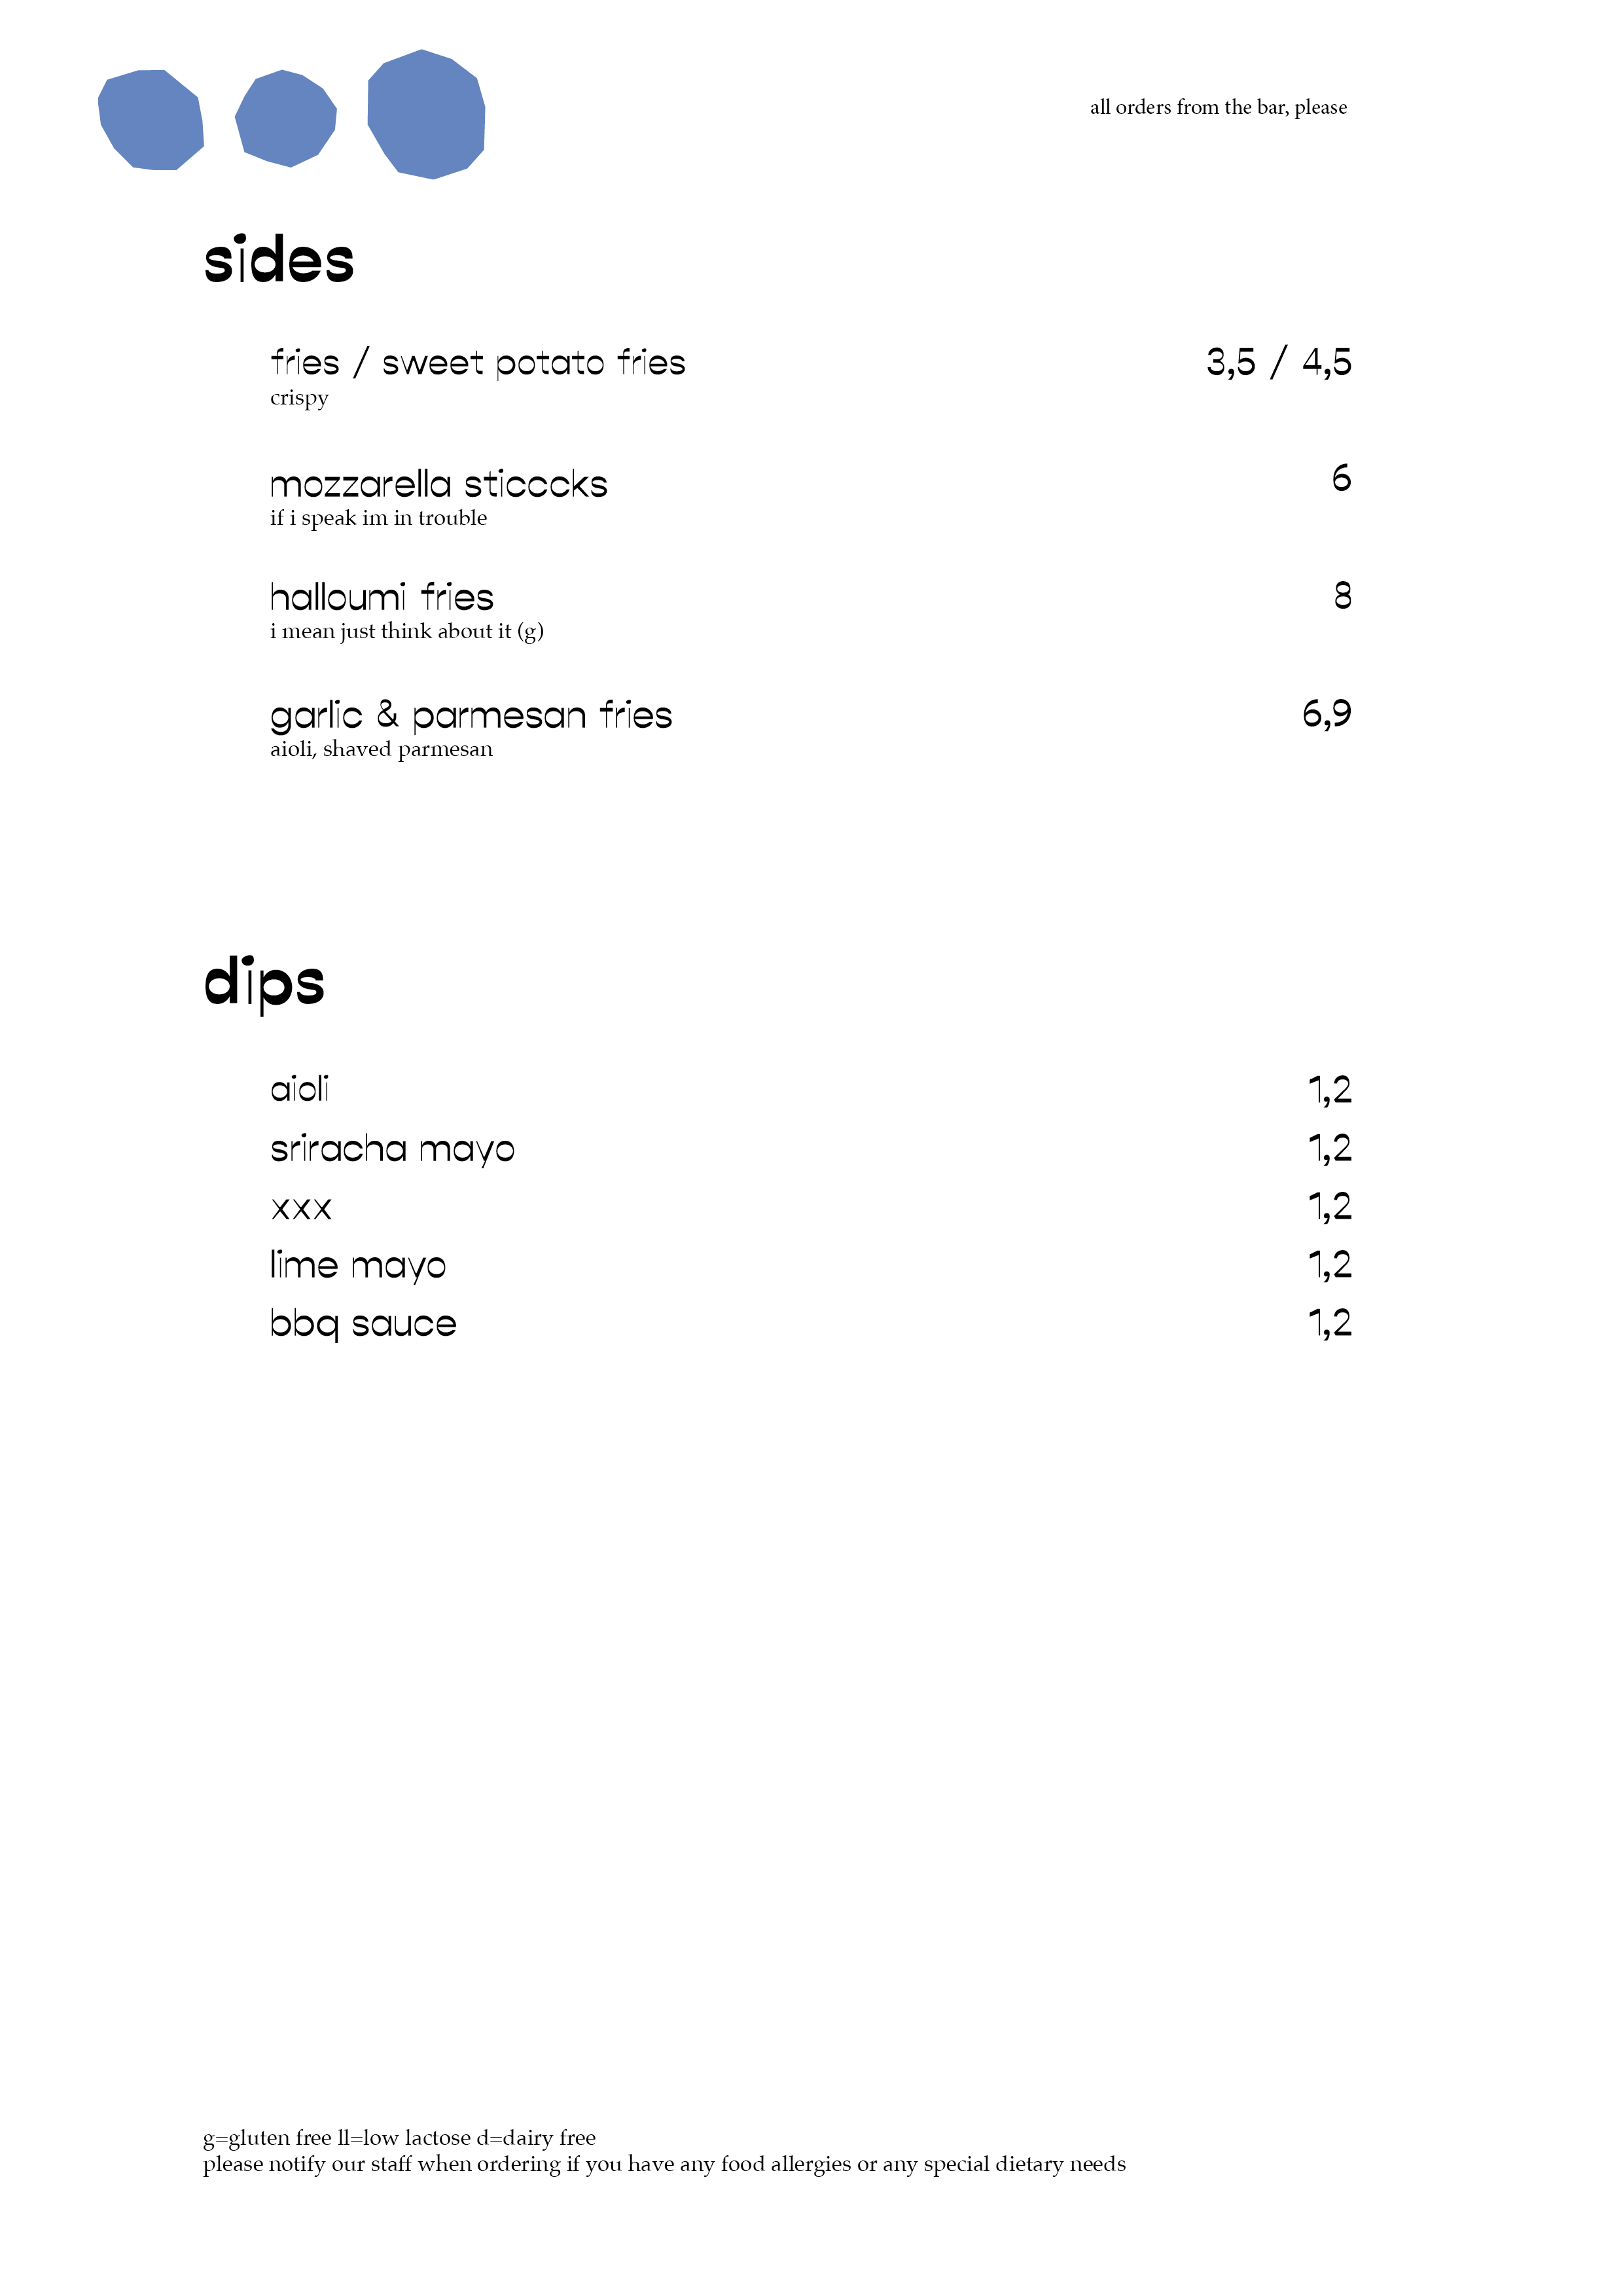 all orders from the bar, please
sides
fries / sweet potato fries 3,5 / 4,5
crispy
mozzarella sticccks 6
if i speak im in trouble
halloumi fries 8
i mean just think about it (g)
garlic & parmesan fries 6,9
aioli, shaved parmesan
dips
aioli 1,2
sriracha mayo 1,2
xxx 1,2
lime mayo 1,2
bbq sauce 1,2
g=gluten free ll=low lactose d=dairy free
please notify our staff when ordering if you have any food allergies or any special dietary needs